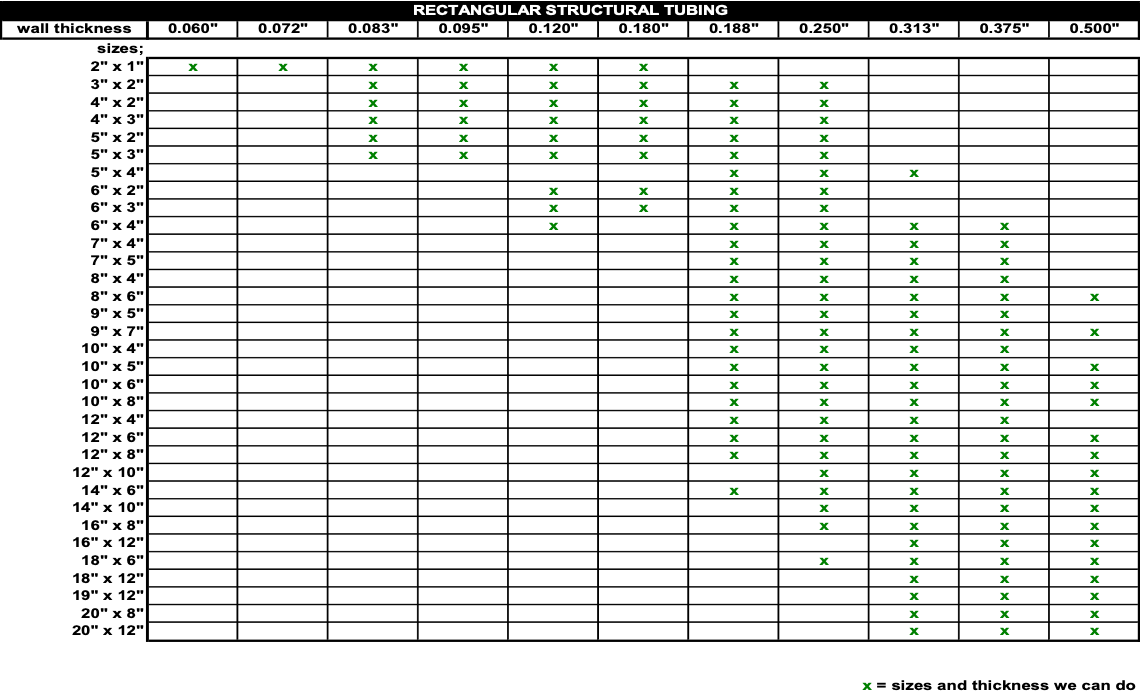 RECTANGULAR STRUCTURAL TUBING
wall thickness 0.060" 0.072" 0.083" 0.095" 0.120" 0.180" 0.188" 0.250" 0.313" 0.375" 0.500"
sizes;
2" x 1" x x x x x x
3" x 2" x x x x x x
4" x 2" x x x x x x
4" x 3" x x x x x x
5" x 2" x x x x x x
5" x 3" x x x x x x
5" x 4" x x x
6" x 2" x x x x
6" x 3" x x x x
6" x 4" x x x x x
7" x 4" x x x x
7" x 5" x x x x
8" x 4" x x x x
8" x 6" x x x x x
9" x 5" x x x x
9" x 7" x x x x x
10" x 4" x x x x
10" x 5" x x x x x
10" x 6" x x x x x
10" x 8" x x x x x
12" x 4" x x x x
12" x 6" x x x x x
12" x 8" x x x x x
12" x 10" x x x x
14" x 6" x x x x x
14" x 10" x x x x
16" x 8" x x x x
16" x 12" x x x
18" x 6" x x x x
18" x 12" x x x
19" x 12" x x x
20" x 8" x x x
20" x 12" x x x
x = sizes and thickness we can do